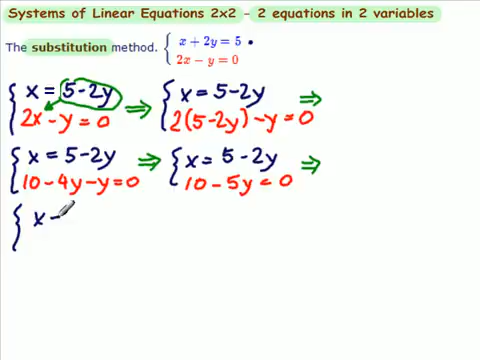 Systems of Linear Equations 2x2 - 2 equations in 2 variables
The substitution method. { x + 2y = 5 •
2x − y = 0
{ x = 5-2y ⇒ { x = 5-2y ⇒
2x - y = 0 2(5-2y) - y = 0
{ x = 5-2y ⇒ { x = 5-2y ⇒
10 - 4y - y = 0 10 - 5y = 0
{ x -